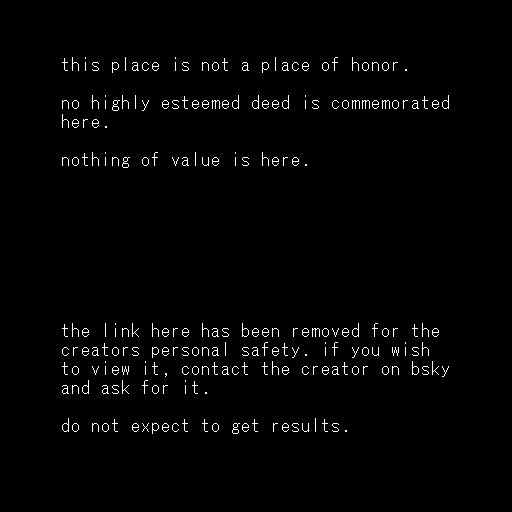 this place is not a place of honor.
no highly esteemed deed is commemorated
here.
nothing of value is here.
the link here has been removed for the
creators personal safety. if you wish
to view it, contact the creator on bsky
and ask for it.
do not expect to get results.